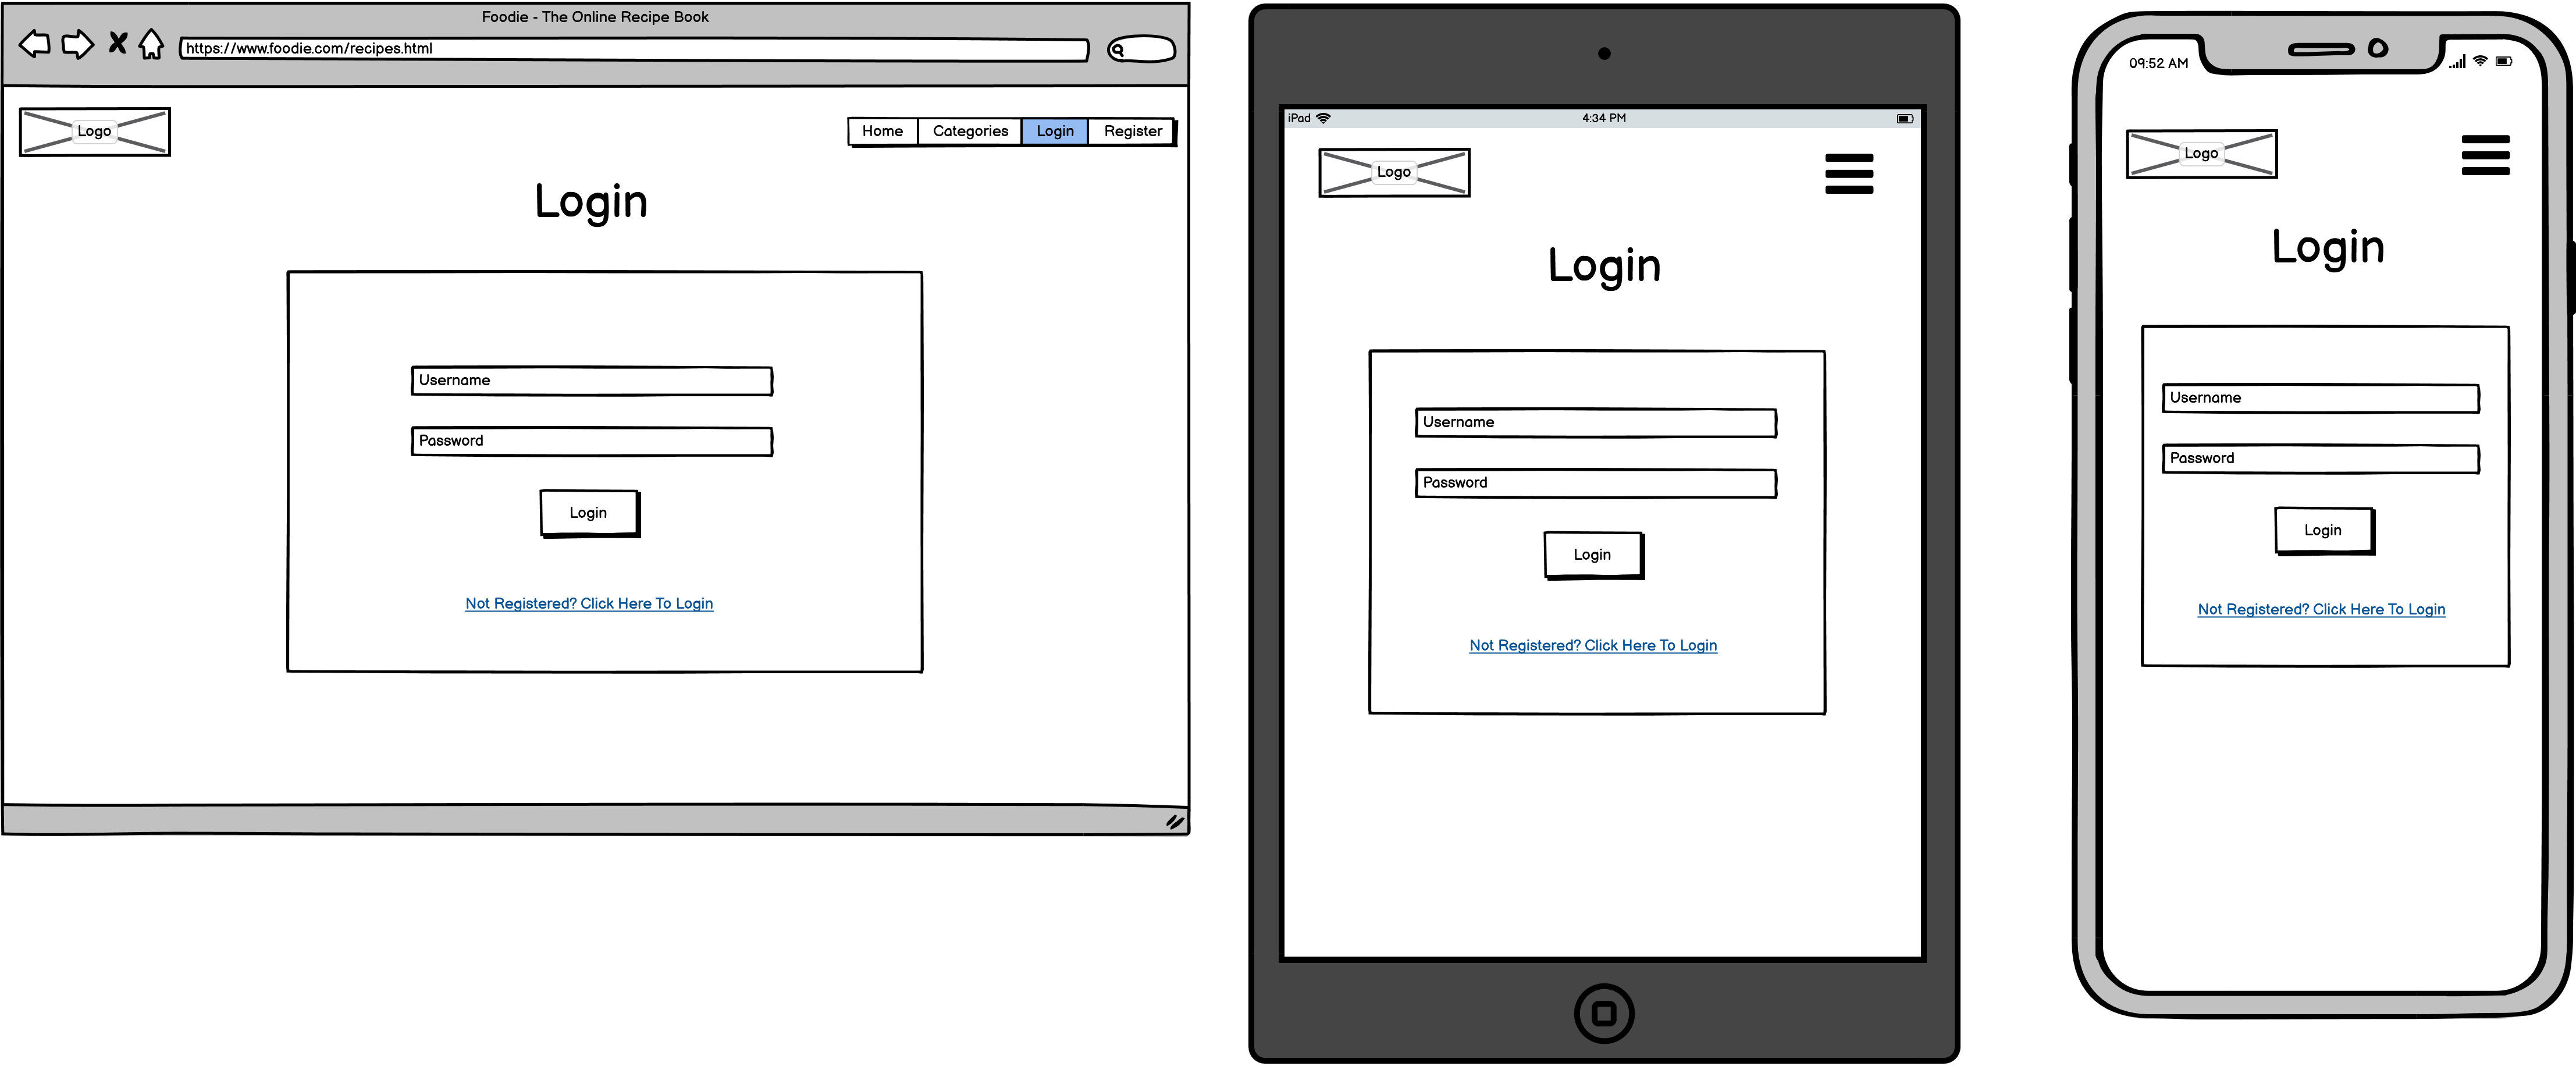 Foodie - The Online Recipe Book
https://www.foodie.com/recipes.html
Logo
Home Categories Login Register
Login
Username
Password
Login
Not Registered? Click Here To Login
iPad 4:34 PM
Logo
Login
Username
Password
Login
Not Registered? Click Here To Login
09:52 AM
Logo
Login
Username
Password
Login
Not Registered? Click Here To Login